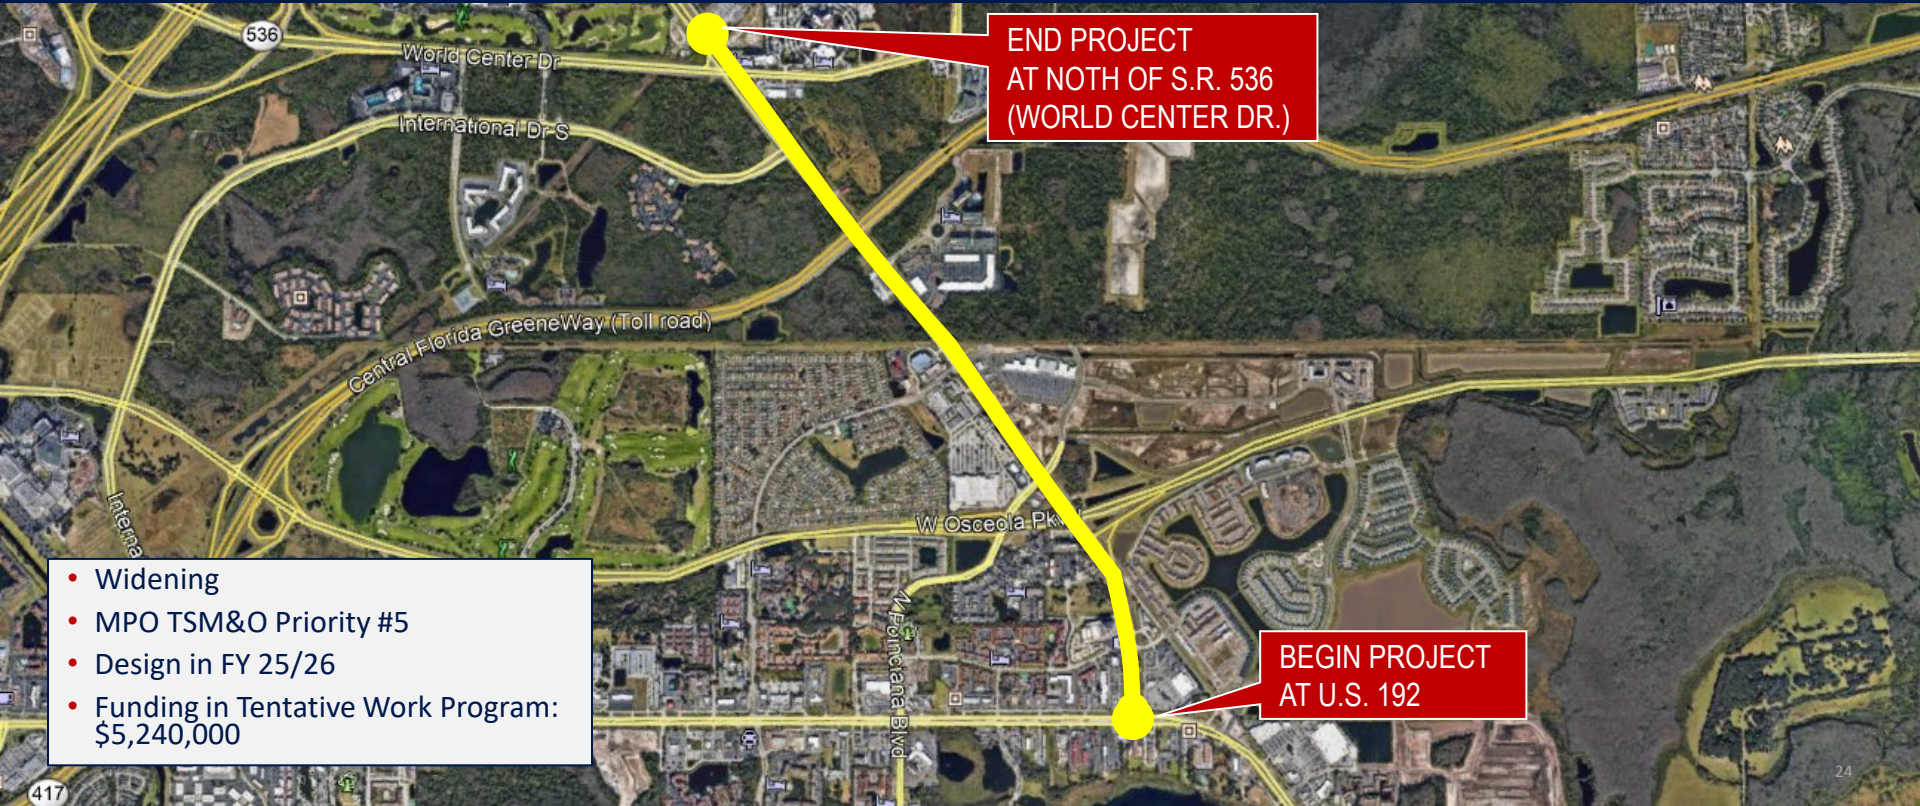 536
World Center Dr
International Dr S
END PROJECT
AT NOTH OF S.R. 536
(WORLD CENTER DR.)
Central Florida GreeneWay (Toll road)
W Osceola Pk
Interna
N Poinciana Blvd
• Widening
• MPO TSM&O Priority #5
• Design in FY 25/26
• Funding in Tentative Work Program:
$5,240,000
BEGIN PROJECT
AT U.S. 192
417
24